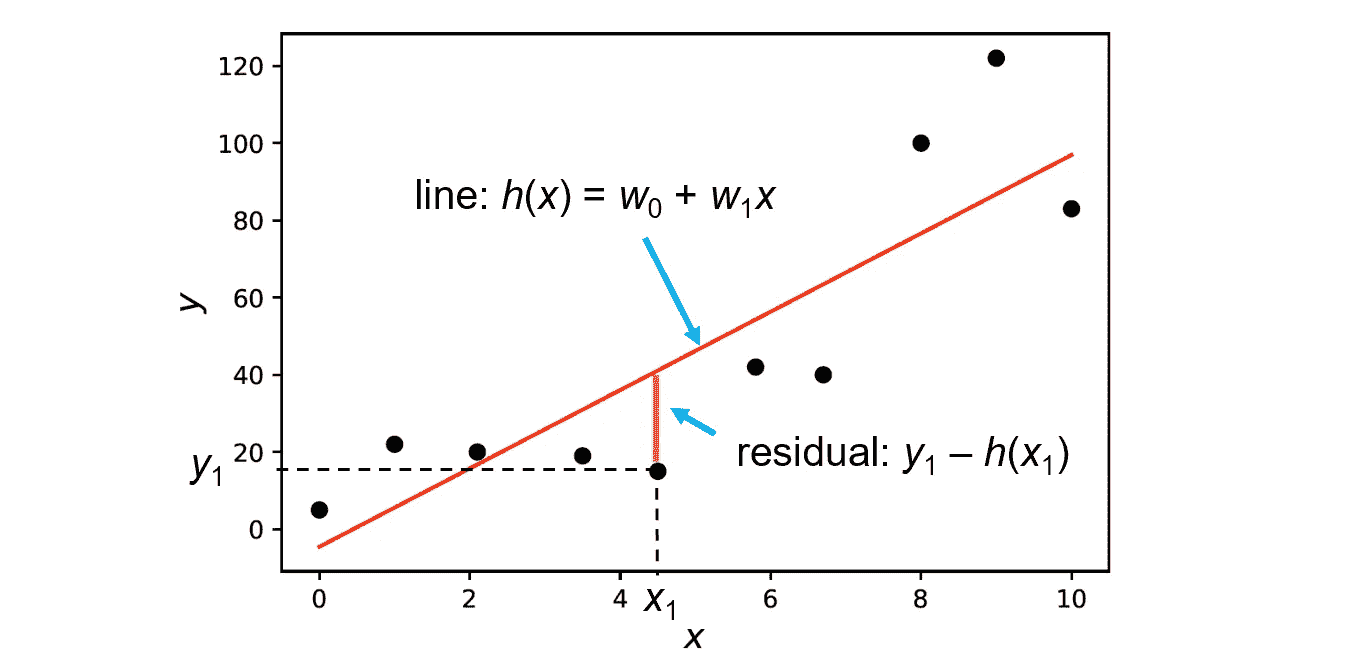 120
100
80
60
40
20
0
y
y₁
line: h(x) = w₀ + w₁x
residual: y₁ – h(x₁)
0 2 4 x₁ 6 8 10
x